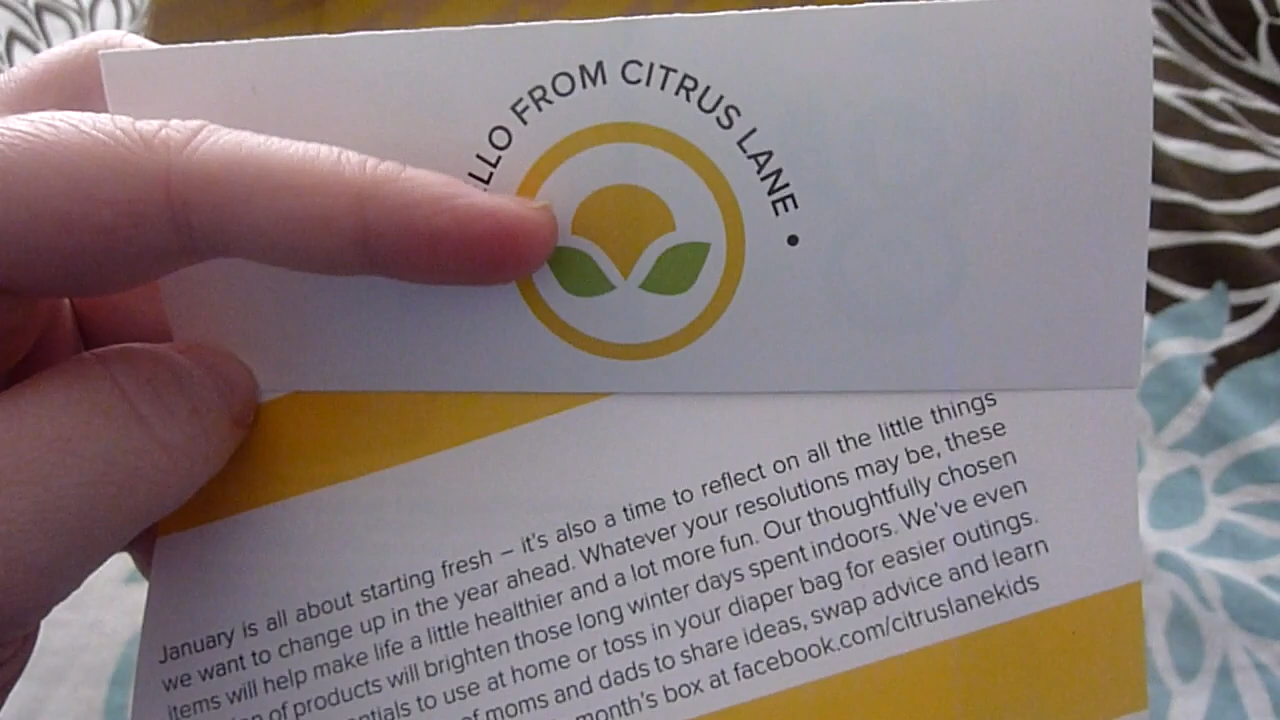 LLO FROM CITRUS LANE •
January is all about starting fresh – it's also a time to reflect on all the little things
we want to change up in the year ahead. Whatever your resolutions may be, these
items will help make life a little healthier and a lot more fun. Our thoughtfully chosen
of products will brighten those long winter days spent indoors. We've even
to use at home or toss in your diaper bag for easier outings.
moms and dads to share ideas, swap advice and learn
month's box at facebook.com/citruslanekids